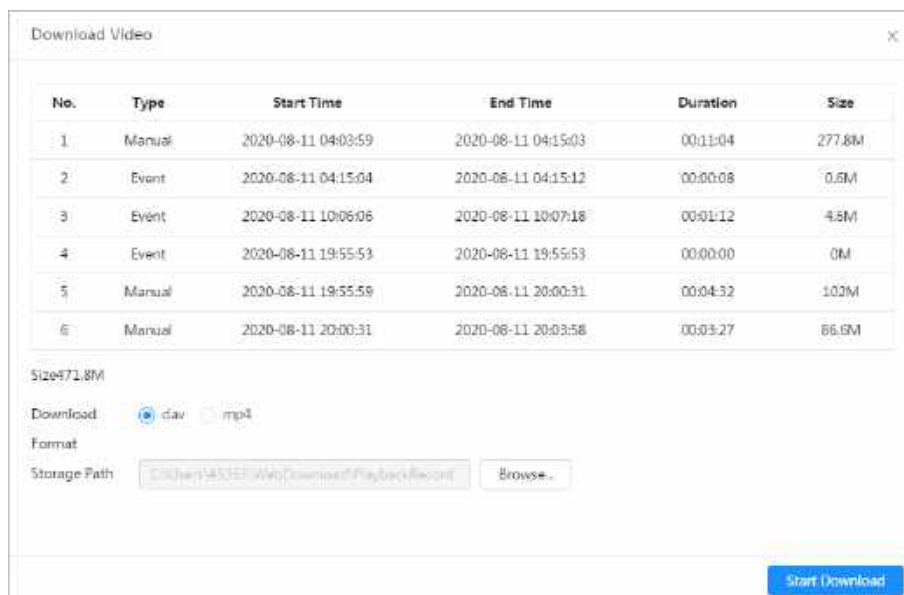 Download Video
No. Type Start Time End Time Duration Size
1 Manual 2020-08-11 04:03:59 2020-08-11 04:15:03 00:11:04 277.8M
2 Event 2020-08-11 04:15:04 2020-08-11 04:15:12 00:00:08 0.6M
3 Event 2020-08-11 10:06:06 2020-08-11 10:07:18 00:01:12 4.6M
4 Event 2020-08-11 19:55:53 2020-08-11 19:55:53 00:00:00 0M
5 Manual 2020-08-11 19:55:59 2020-08-11 20:00:31 00:04:32 102M
6 Manual 2020-08-11 20:00:31 2020-08-11 20:03:58 00:03:27 86.6M
Size471.8M
Download dav mp4
Format
Storage Path Browse..
Start Download